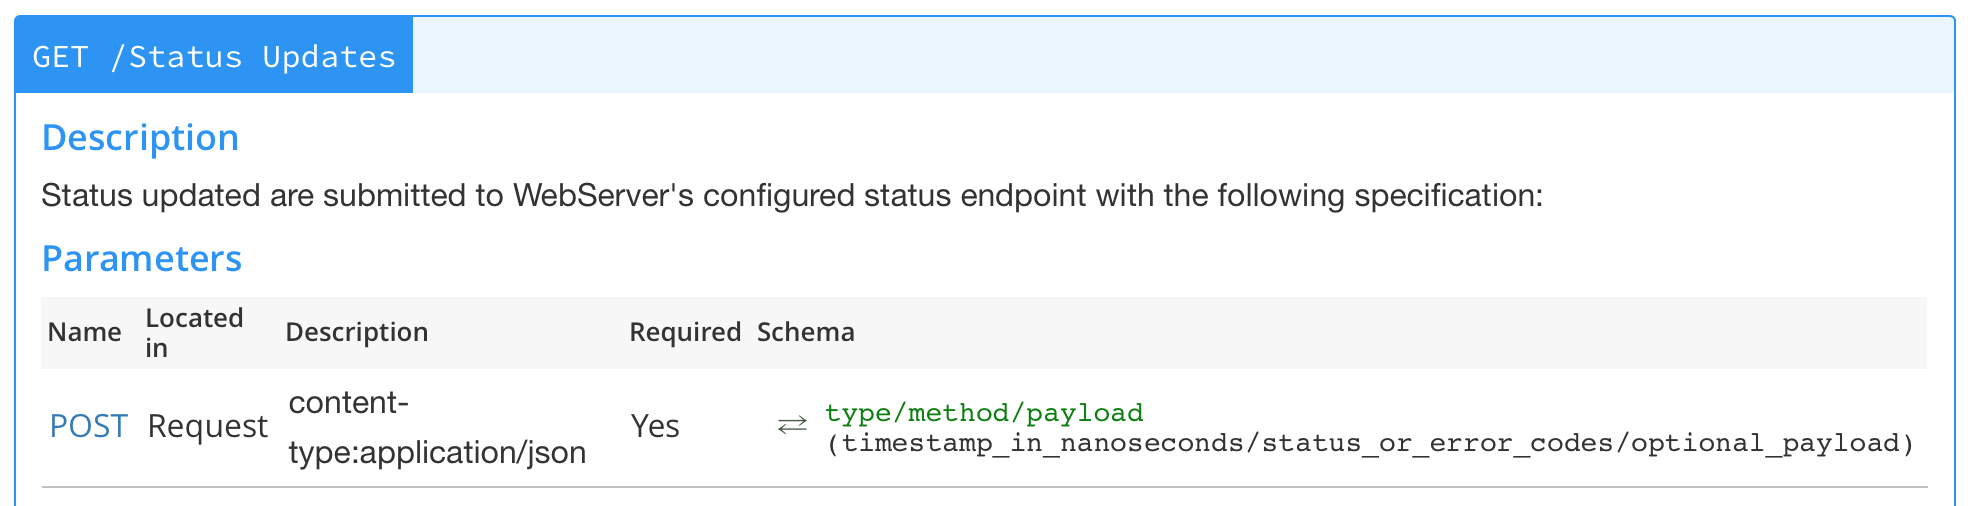 GET /Status Updates
Description
Status updated are submitted to WebServer's configured status endpoint with the following specification:
Parameters
Name Located in Description Required Schema
POST Request content-type:application/json Yes ⇄ type/method/payload
(timestamp_in_nanoseconds/status_or_error_codes/optional_payload)